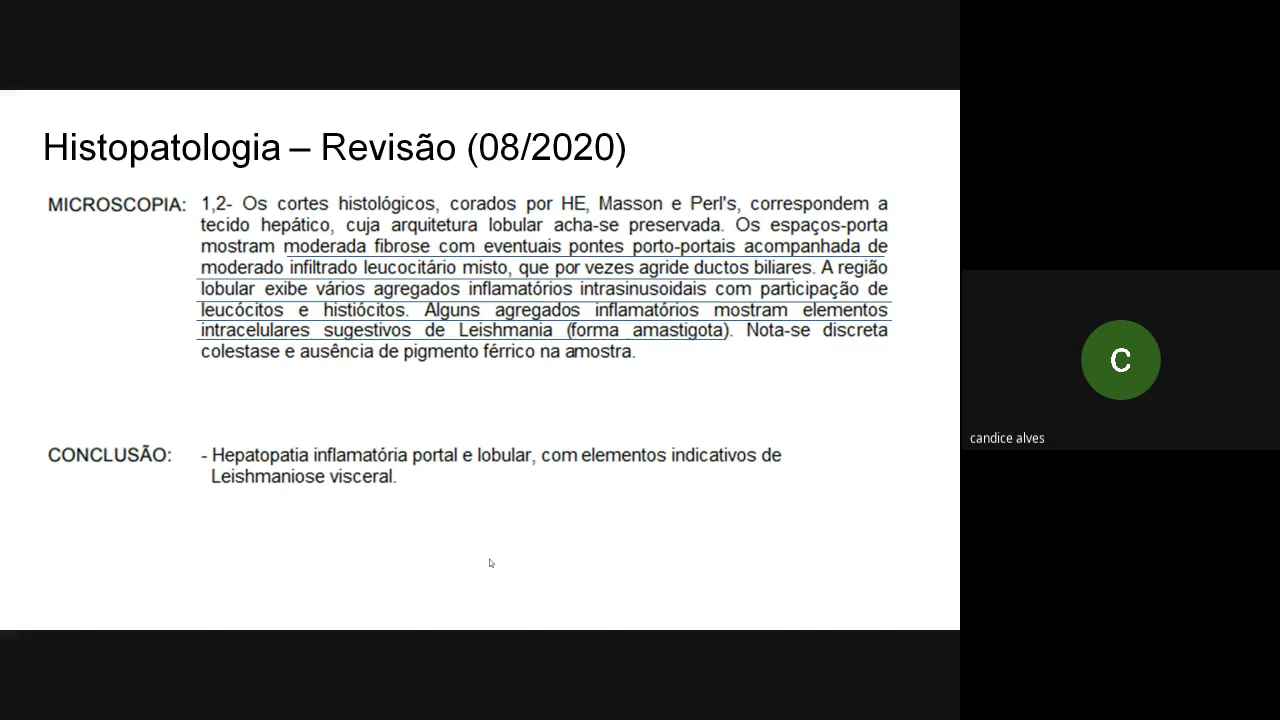 Histopatologia – Revisão (08/2020)
MICROSCOPIA: 1,2- Os cortes histológicos, corados por HE, Masson e Perl's, correspondem a
tecido hepático, cuja arquitetura lobular acha-se preservada. Os espaços-porta
mostram moderada fibrose com eventuais pontes porto-portais acompanhada de
moderado infiltrado leucocitário misto, que por vezes agride ductos biliares. A região
lobular exibe vários agregados inflamatórios intrasinusoidais com participação de
leucócitos e histiócitos. Alguns agregados inflamatórios mostram elementos
intracelulares sugestivos de Leishmania (forma amastigota). Nota-se discreta
colestase e ausência de pigmento férrico na amostra.
CONCLUSÃO: - Hepatopatia inflamatória portal e lobular, com elementos indicativos de
Leishmaniose visceral.
C
candice alves